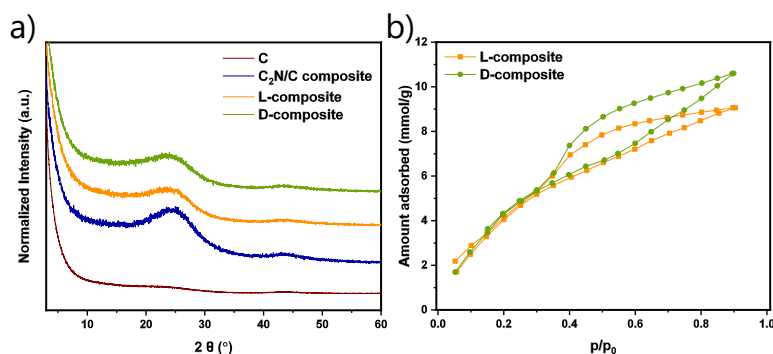 a)
C
C₂N/C composite
L-composite
D-composite
Normalized Intensity (a.u.)
10 20 30 40 50 60
2 θ (°)
b)
L-composite
D-composite
Amount adsorbed (mmol/g)
12
10
8
6
4
2
0
0.0 0.2 0.4 0.6 0.8 1.0
p/p₀